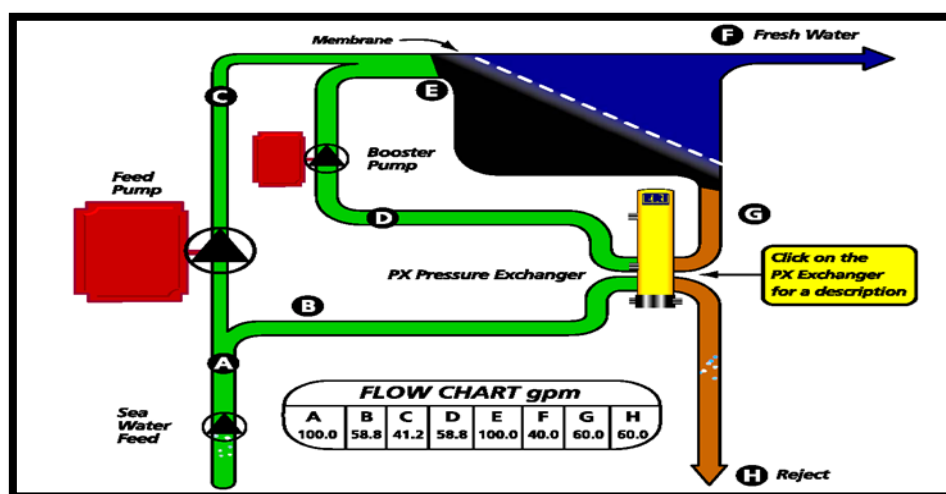 Membrane
F Fresh Water
C
E
Booster
Pump
Feed
Pump
ERI
D
G
PX Pressure Exchanger
Click on the
PX Exchanger
for a description
B
A
FLOW CHART gpm
A B C D E F G H
100.0 58.8 41.2 58.8 100.0 40.0 60.0 60.0
Sea
Water
Feed
H Reject